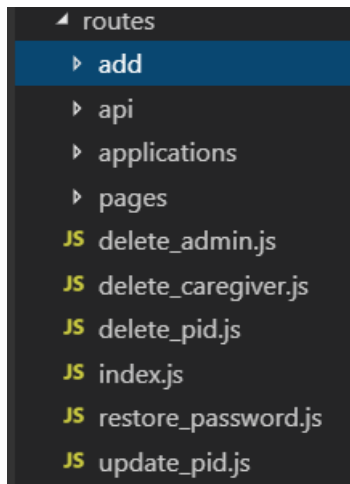 routes
add
api
applications
pages
JS delete_admin.js
JS delete_caregiver.js
JS delete_pid.js
JS index.js
JS restore_password.js
JS update_pid.js